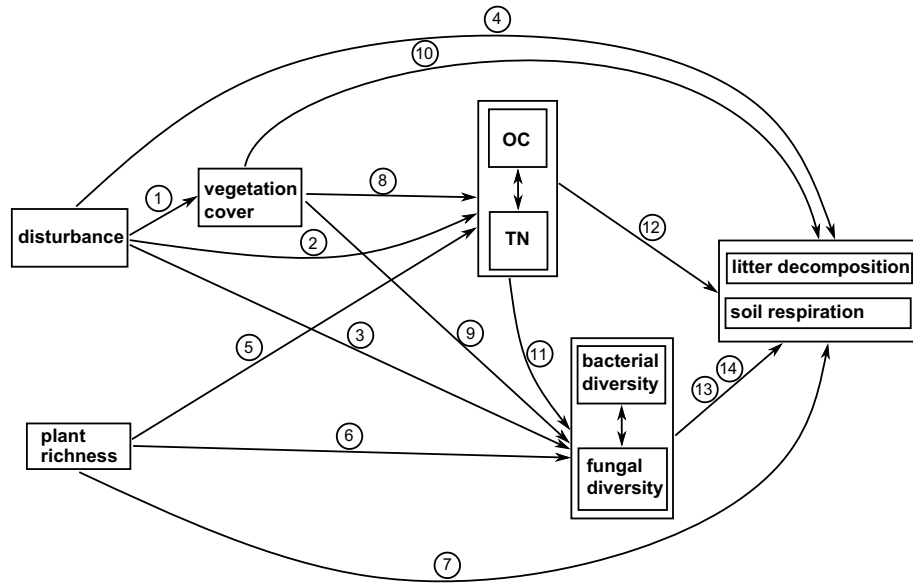 4
10
OC
vegetation
cover
8
1
disturbance
2
TN
12
litter decomposition
soil respiration
5
3
9
11
bacterial
diversity
14
13
plant
richness
6
fungal
diversity
7